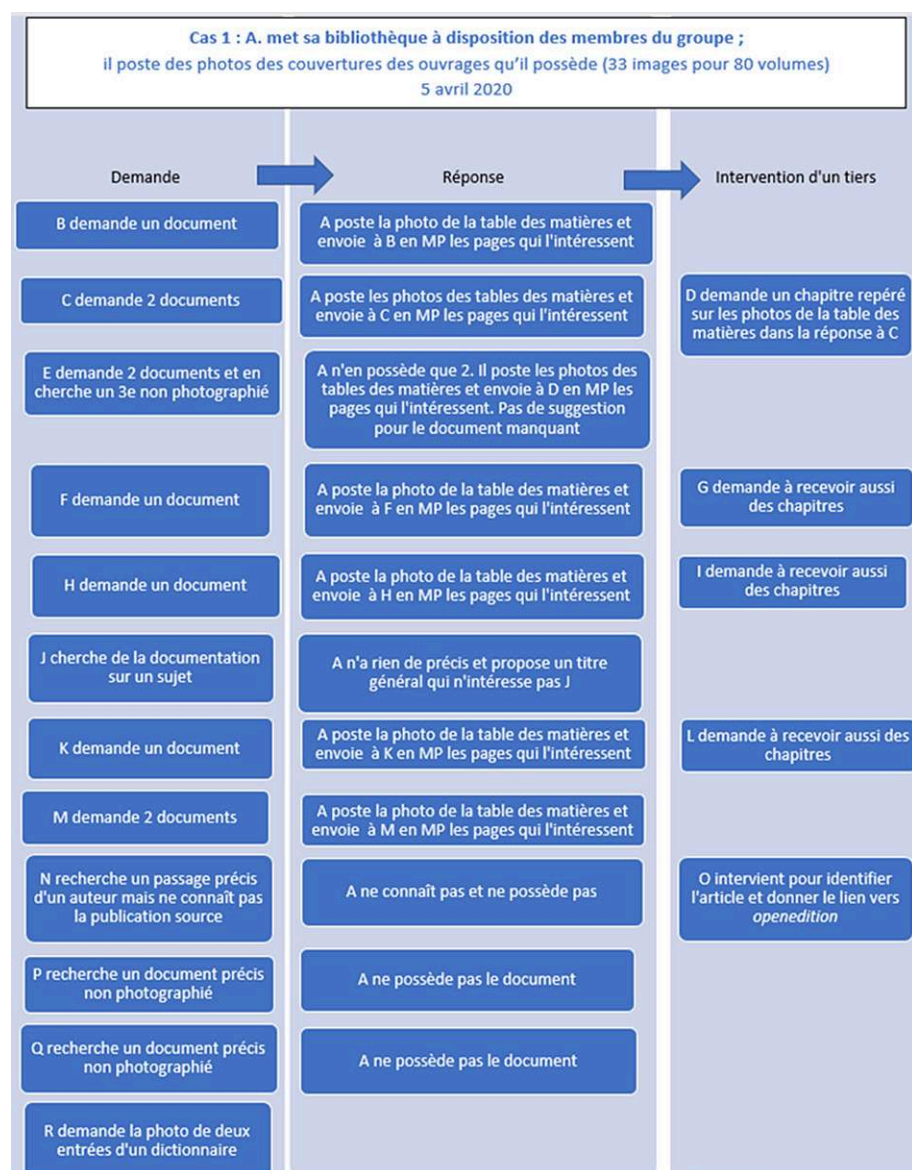 Cas 1 : A. met sa bibliothèque à disposition des membres du groupe ;
il poste des photos des couvertures des ouvrages qu'il possède (33 images pour 80 volumes)
5 avril 2020
Demande
Réponse
Intervention d'un tiers
B demande un document
A poste la photo de la table des matières et
envoie à B en MP les pages qui l'intéressent
C demande 2 documents
A poste les photos des tables des matières et
envoie à C en MP les pages qui l'intéressent
D demande un chapitre repéré
sur les photos de la table des
matières dans la réponse à C
E demande 2 documents et en
cherche un 3e non photographié
A n'en possède que 2. Il poste les photos des
tables des matières et envoie à D en MP les
pages qui l'intéressent. Pas de suggestion
pour le document manquant
F demande un document
A poste la photo de la table des matières et
envoie à F en MP les pages qui l'intéressent
G demande à recevoir aussi
des chapitres
H demande un document
A poste la photo de la table des matières et
envoie à H en MP les pages qui l'intéressent
I demande à recevoir aussi
des chapitres
J cherche de la documentation
sur un sujet
A n'a rien de précis et propose un titre
général qui n'intéresse pas J
K demande un document
A poste la photo de la table des matières et
envoie à K en MP les pages qui l'intéressent
L demande à recevoir aussi des
chapitres
M demande 2 documents
A poste la photo de la table des matières et
envoie à M en MP les pages qui l'intéressent
N recherche un passage précis
d'un auteur mais ne connaît pas
la publication source
A ne connaît pas et ne possède pas
O intervient pour identifier
l'article et donner le lien vers
openedition
P recherche un document précis
non photographié
A ne possède pas le document
Q recherche un document précis
non photographié
A ne possède pas le document
R demande la photo de deux
entrées d'un dictionnaire